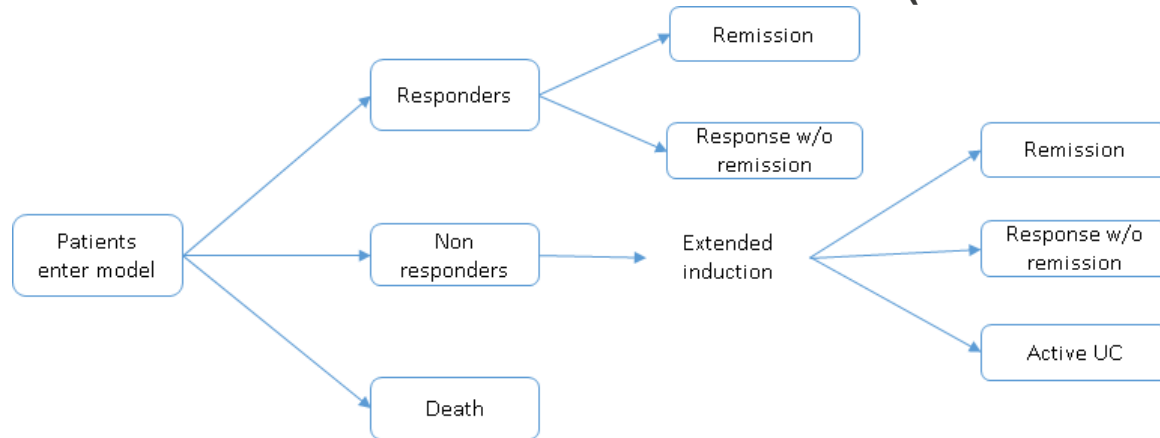 Remission
Responders
Response w/o
remission
Remission
Patients
enter model
Non
responders
Extended
induction
Response w/o
remission
Active UC
Death